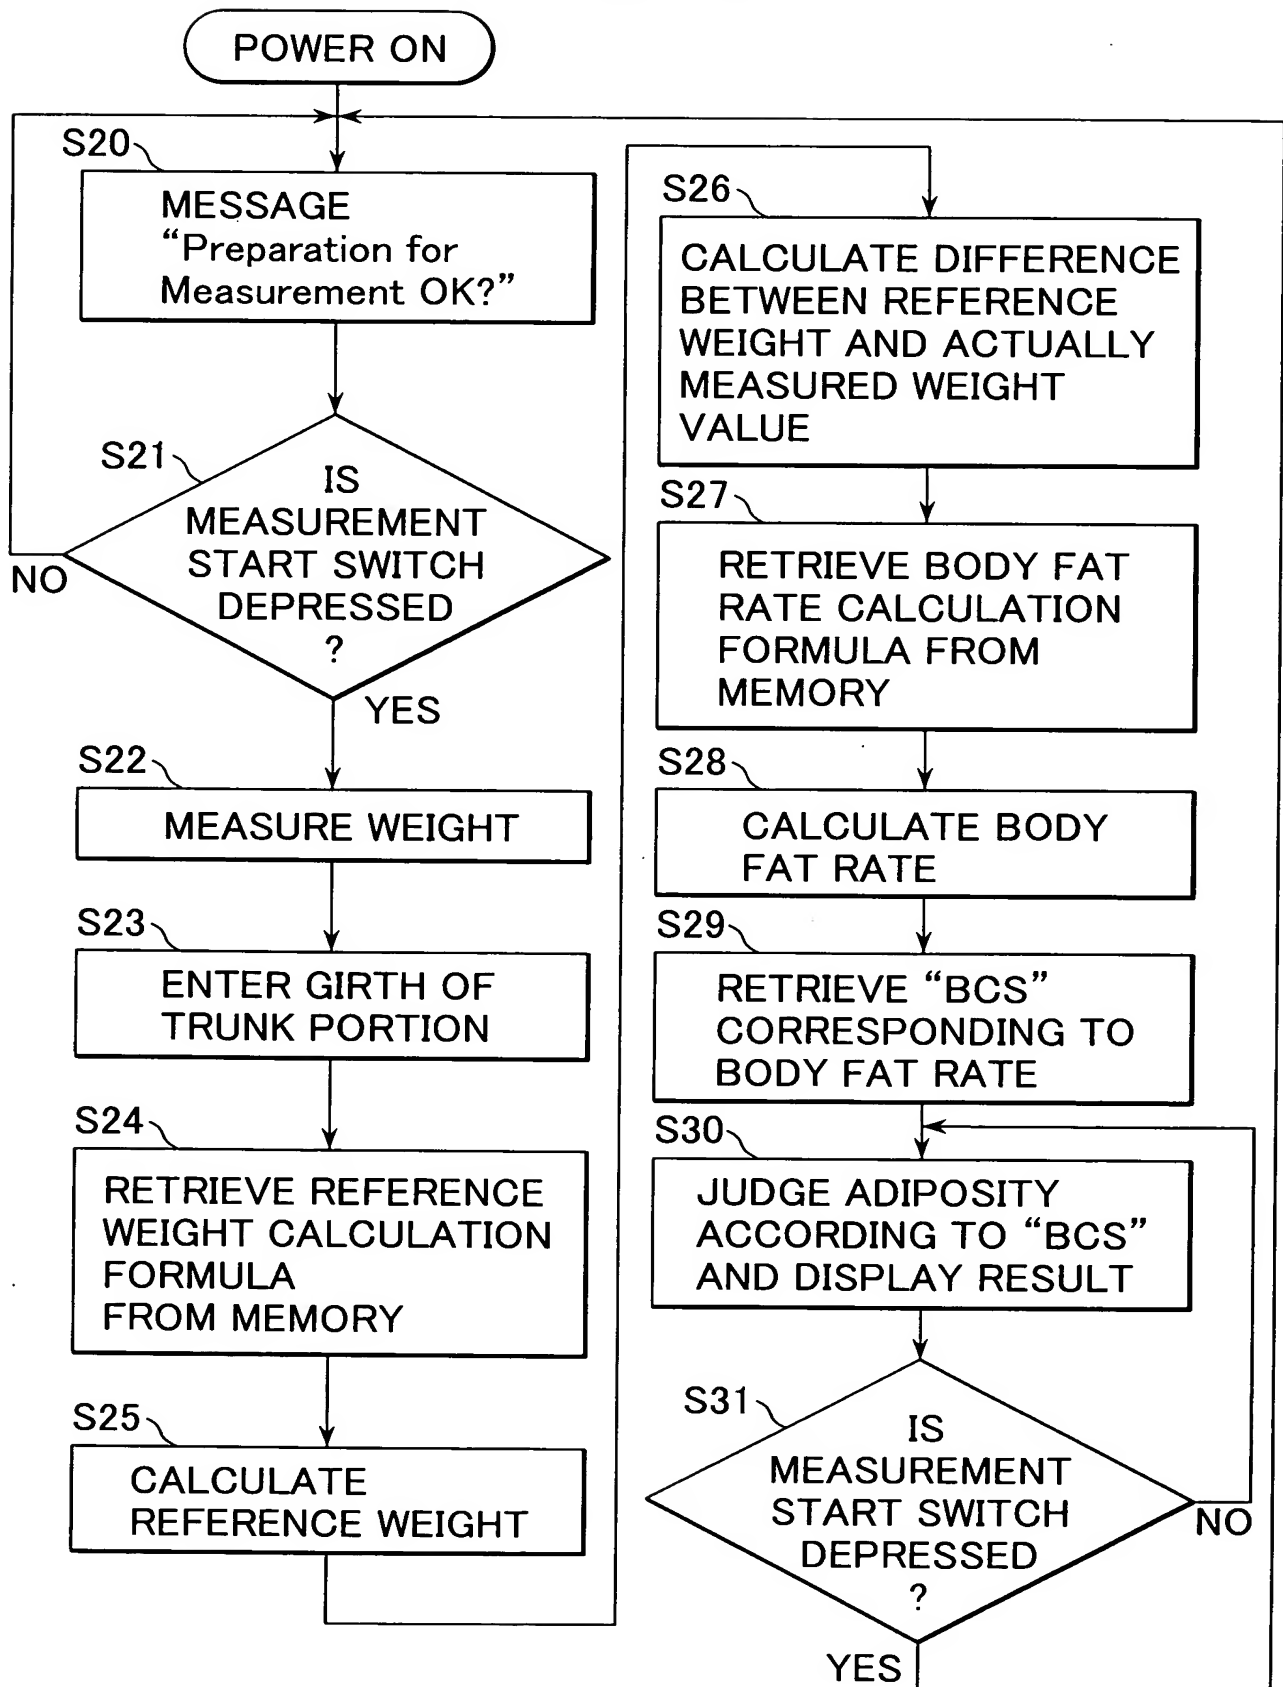 POWER ON
S20
MESSAGE
“Preparation for
Measurement OK?”
S21
IS
MEASUREMENT
START SWITCH
DEPRESSED
?
NO
YES
S22
MEASURE WEIGHT
S23
ENTER GIRTH OF
TRUNK PORTION
S24
RETRIEVE REFERENCE
WEIGHT CALCULATION
FORMULA
FROM MEMORY
S25
CALCULATE
REFERENCE WEIGHT
S26
CALCULATE DIFFERENCE
BETWEEN REFERENCE
WEIGHT AND ACTUALLY
MEASURED WEIGHT
VALUE
S27
RETRIEVE BODY FAT
RATE CALCULATION
FORMULA FROM
MEMORY
S28
CALCULATE BODY
FAT RATE
S29
RETRIEVE “BCS”
CORRESPONDING TO
BODY FAT RATE
S30
JUDGE ADIPOSITY
ACCORDING TO “BCS”
AND DISPLAY RESULT
S31
IS
MEASUREMENT
START SWITCH
DEPRESSED
?
NO
YES